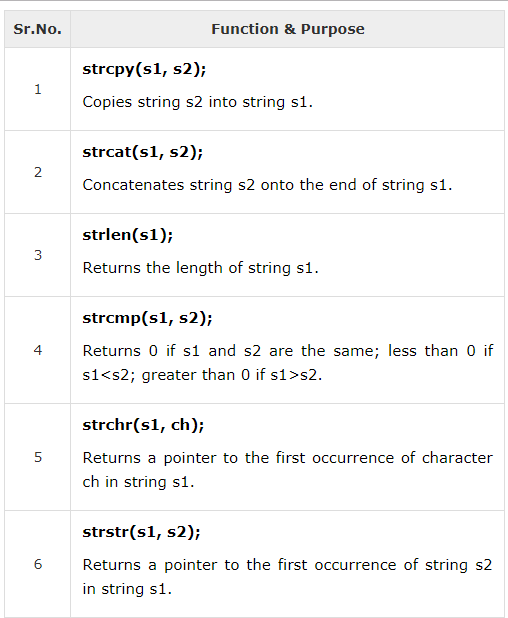 Sr.No. Function & Purpose
1
strcpy(s1, s2);
Copies string s2 into string s1.
2
strcat(s1, s2);
Concatenates string s2 onto the end of string s1.
3
strlen(s1);
Returns the length of string s1.
4
strcmp(s1, s2);
Returns 0 if s1 and s2 are the same; less than 0 if
s1<s2; greater than 0 if s1>s2.
5
strchr(s1, ch);
Returns a pointer to the first occurrence of character
ch in string s1.
6
strstr(s1, s2);
Returns a pointer to the first occurrence of string s2
in string s1.